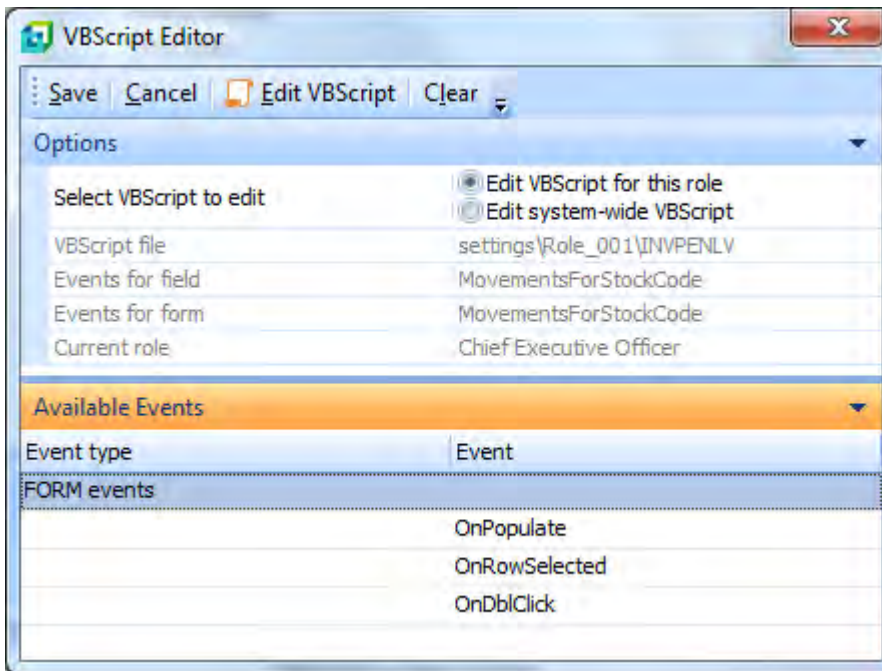 VBScript Editor
Save Cancel Edit VBScript Clear
Options
Select VBScript to edit
Edit VBScript for this role
Edit system-wide VBScript
VBScript file settings\Role_001\INVPENLV
Events for field MovementsForStockCode
Events for form MovementsForStockCode
Current role Chief Executive Officer
Available Events
Event type Event
FORM events
OnPopulate
OnRowSelected
OnDblClick